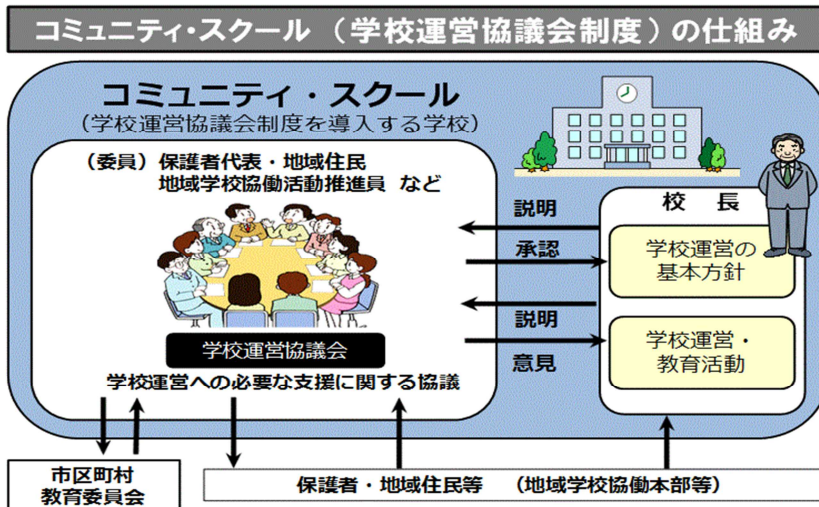 コミュニティ・スクール（学校運営協議会制度）の仕組み
コミュニティ・スクール
（学校運営協議会制度を導入する学校）
（委員）保護者代表・地域住民
地域学校協働活動推進員 など
学校運営協議会
学校運営への必要な支援に関する協議
説明
承認
説明
意見
校 長
学校運営の
基本方針
学校運営・
教育活動
市区町村
教育委員会
保護者・地域住民等 （地域学校協働本部等）